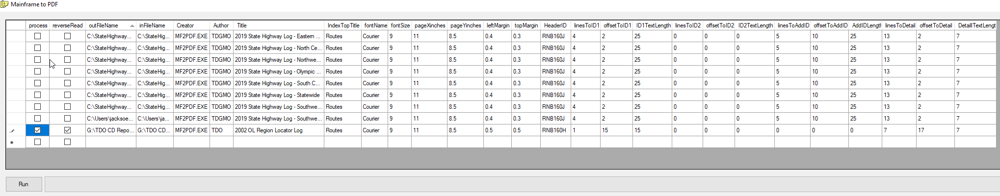 Mainframe to PDF
process reverseRead outFileName inFileName Creator Author Title IndexTopTitle fontName fontSize pageXinches pageYinches leftMargin topMargin HeaderID linesToID1 offsetToID1 ID1TextLength linesToID2 offsetToID2 ID2TextLength linesToAddID offsetToAddID AddIDLength linesToDetail offsetToDetail DetailTextLengt
C:\StateHighway... C:\StateHig... MF2PDF.EXE TDGMO 2019 State Highway Log - Eastern ... Routes Courier 9 11 8.5 0.4 0.3 RNB160J 4 2 25 0 0 0 5 10 25 13 2 7
C:\StateHighway... C:\StateHig... MF2PDF.EXE TDGMO 2019 State Highway Log - North Ce... Routes Courier 9 11 8.5 0.4 0.3 RNB160J 4 2 25 0 0 0 5 10 25 13 2 7
C:\StateHighway... C:\StateHig... MF2PDF.EXE TDGMO 2019 State Highway Log - Northwe... Routes Courier 9 11 8.5 0.4 0.3 RNB160J 4 2 25 0 0 0 5 10 25 13 2 7
C:\StateHighway... C:\StateHig... MF2PDF.EXE TDGMO 2019 State Highway Log - Olympic ... Routes Courier 9 11 8.5 0.4 0.3 RNB160J 4 2 25 0 0 0 5 10 25 13 2 7
C:\StateHighway... C:\StateHig... MF2PDF.EXE TDGMO 2019 State Highway Log - South C... Routes Courier 9 11 8.5 0.4 0.3 RNB160J 4 2 25 0 0 0 5 10 25 13 2 7
C:\StateHighway... C:\StateHig... MF2PDF.EXE TDGMO 2019 State Highway Log - Statewide Routes Courier 9 11 8.5 0.4 0.3 RNB160J 4 2 25 0 0 0 5 10 25 13 2 7
C:\StateHighway... C:\StateHig... MF2PDF.EXE TDGMO 2019 State Highway Log - Southwe... Routes Courier 9 11 8.5 0.4 0.3 RNB160J 4 2 25 0 0 0 5 10 25 13 2 7
C:\Users\jacksoe... C:\Users\ja... MF2PDF.EXE TDGMO 2019 State Highway Log - Southwe... Routes Courier 9 11 8.5 0.4 0.3 RNB160J 4 2 25 0 0 0 5 10 25 13 2 7
G:\TDO CD Repo... G:\TDO CD... MF2PDF.EXE TDO 2002 OL Region Locator Log Routes Courier 9 11 8.5 0.5 0.5 RNB160H 1 15 15 0 0 0 0 0 0 7 17 7
Run